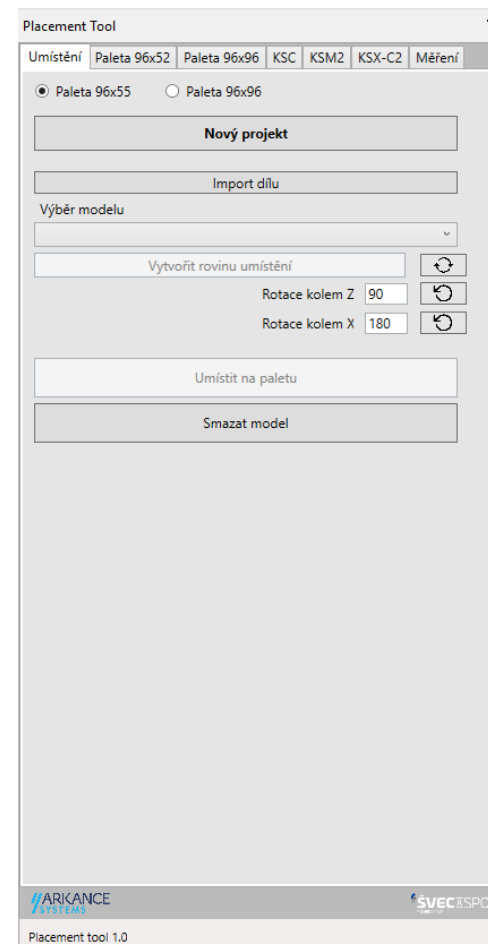 Placement Tool
Umístění Paleta 96x52 Paleta 96x96 KSC KSM2 KSX-C2 Měření
Paleta 96x55 Paleta 96x96
Nový projekt
Import dílu
Výběr modelu
Vytvořit rovinu umístění
Rotace kolem Z 90
Rotace kolem X 180
Umístit na paletu
Smazat model
ARKANCE
SYSTEMS
ŠVEC
Placement tool 1.0